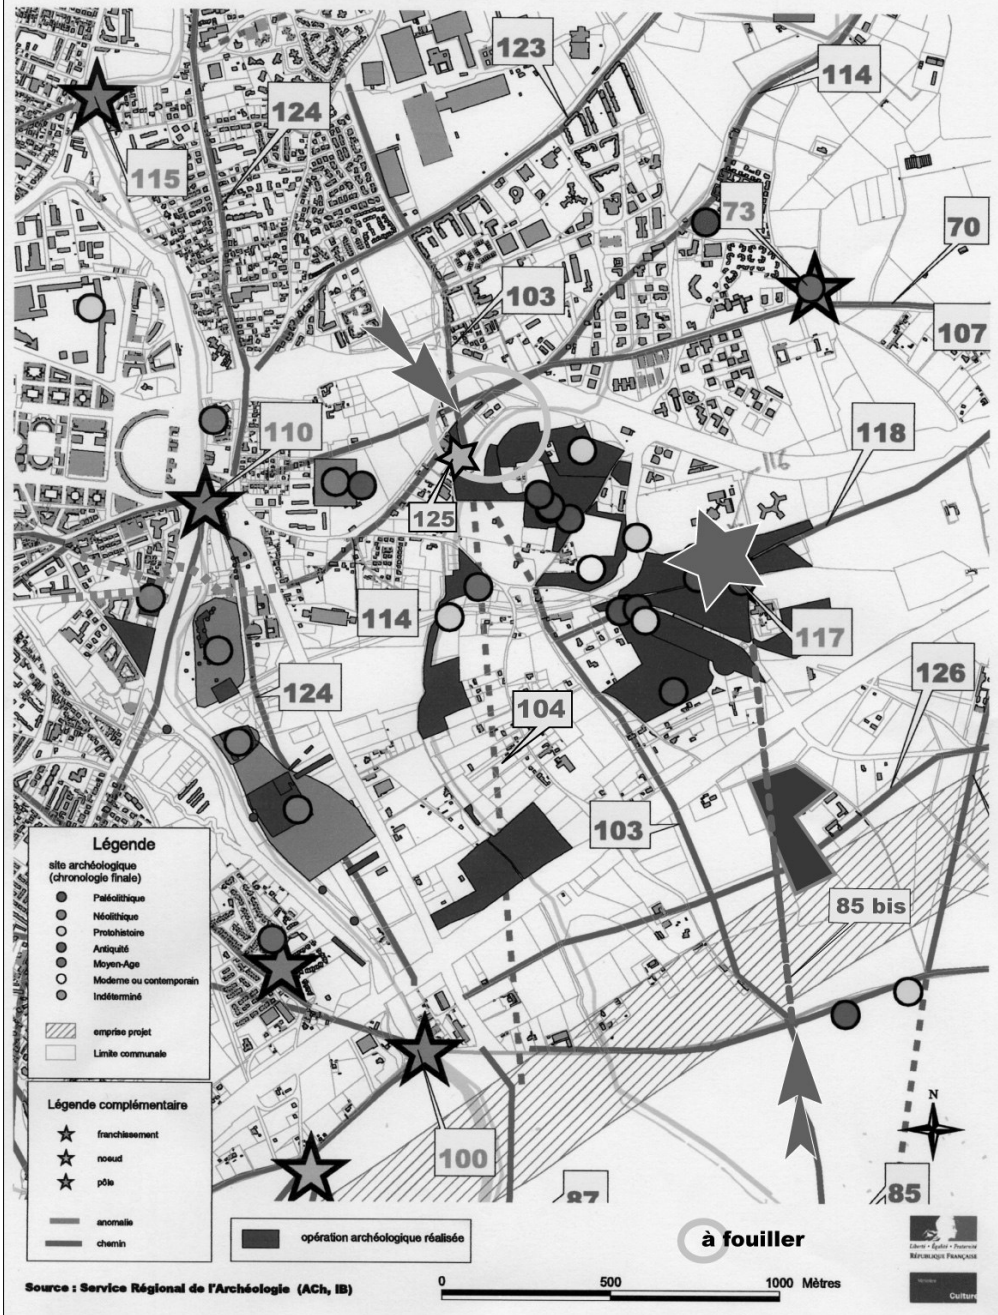 123
114
124
115
73
70
103
107
110
118
116
125
114
117
124
126
104
103
85 bis
100
87
85
N
Légende
site archéologique
(chronologie finale)
Paléolithique
Néolithique
Protohistoire
Antiquité
Moyen-Age
Moderne ou contemporain
Indéterminé
emprise projet
Limite communale
Légende complémentaire
franchissement
noeud
pôle
anomalie
chemin
opération archéologique réalisée
à fouiller
Liberté • Égalité • Fraternité
RÉPUBLIQUE FRANÇAISE
Culture
Source : Service Régional de l'Archéologie (ACh, IB)
0 500 1000 Mètres